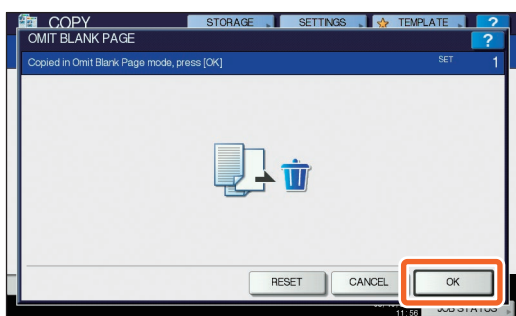 COPY STORAGE SETTINGS TEMPLATE ?
OMIT BLANK PAGE ?
Copied in Omit Blank Page mode, press [OK] SET 1
RESET CANCEL OK
11:56 JOB STATUS